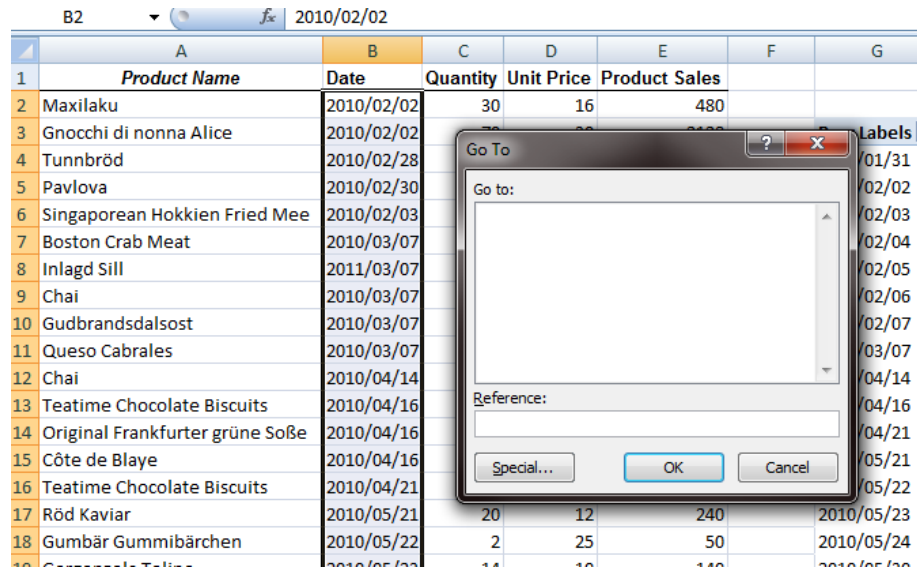 B2 fx 2010/02/02
A B C D E F G
1 Product Name Date Quantity Unit Price Product Sales
2 Maxilaku 2010/02/02 30 16 480
3 Gnocchi di nonna Alice 2010/02/02 Labels
Go To ? x
4 Tunnbröd 2010/02/28 /01/31
5 Pavlova 2010/02/30 Go to: /02/02
6 Singaporean Hokkien Fried Mee 2010/02/03 /02/03
7 Boston Crab Meat 2010/03/07 /02/04
8 Inlagd Sill 2011/03/07 /02/05
9 Chai 2010/03/07 /02/06
10 Gudbrandsdalsost 2010/03/07 /02/07
11 Queso Cabrales 2010/03/07 /03/07
12 Chai 2010/04/14 /04/14
13 Teatime Chocolate Biscuits 2010/04/16 Reference: /04/16
14 Original Frankfurter grüne Soße 2010/04/16 /04/21
15 Côte de Blaye 2010/04/16 Special... OK Cancel /05/21
16 Teatime Chocolate Biscuits 2010/04/21 /05/22
17 Röd Kaviar 2010/05/21 20 12 240 2010/05/23
18 Gumbär Gummibärchen 2010/05/22 2 25 50 2010/05/24